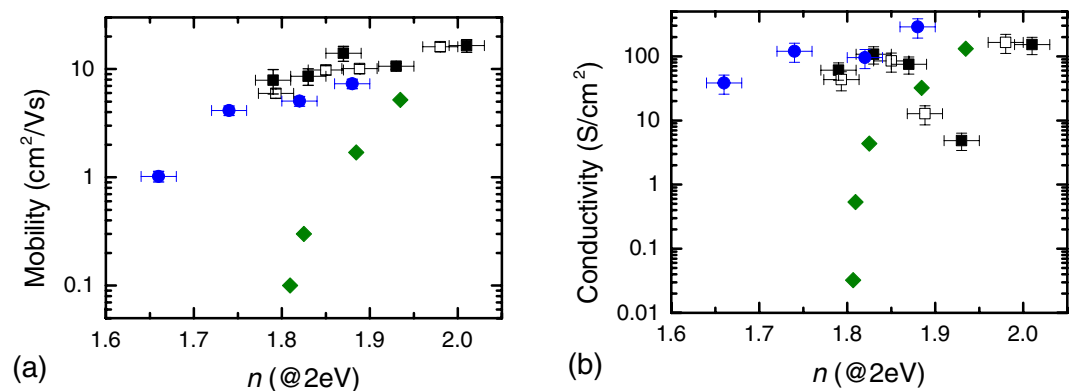 Mobility (cm²/Vs)
10
1
0.1
1.6 1.7 1.8 1.9 2.0
(a) n (@2eV)
Conductivity (S/cm²)
100
10
1
0.1
0.01
1.6 1.7 1.8 1.9 2.0
(b) n (@2eV)